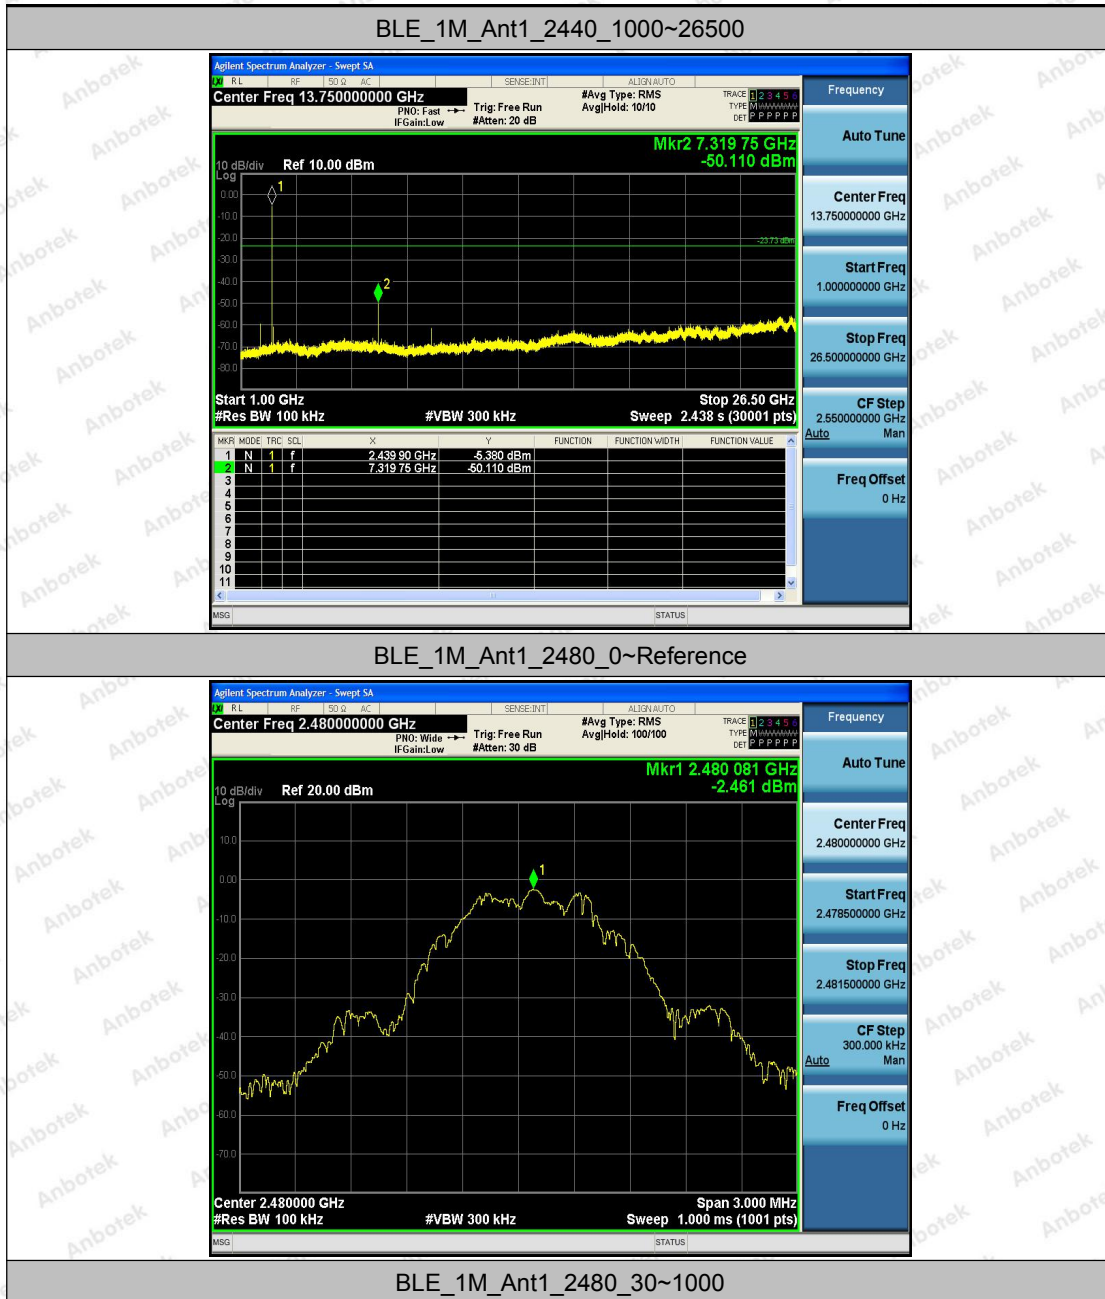 BLE_1M_Ant1_2440_1000~26500
Agilent Spectrum Analyzer - Swept SA
RL RF 50 Ω AC SENSE:INT ALIGN AUTO
Center Freq 13.750000000 GHz
PNO: Fast
IFGain:Low
Trig: Free Run
#Atten: 20 dB
#Avg Type: RMS
Avg|Hold: 10/10
TRACE 1 2 3 4 5 6
TYPE M
DET P P P P P P
Mkr2 7.319 75 GHz
-50.110 dBm
10 dB/div Ref 10.00 dBm
Log
0.00
-10.0
-20.0
-30.0
-40.0
-50.0
-60.0
-70.0
-80.0
1
2
-23.73 dBm
Start 1.00 GHz Stop 26.50 GHz
#Res BW 100 kHz #VBW 300 kHz Sweep 2.438 s (30001 pts)
MKR MODE TRC SCL X Y FUNCTION FUNCTION WIDTH FUNCTION VALUE
1 N 1 f 2.439 90 GHz -5.380 dBm
2 N 1 f 7.319 75 GHz -50.110 dBm
3
4
5
6
7
8
9
10
11
MSG STATUS
Frequency
Auto Tune
Center Freq
13.750000000 GHz
Start Freq
1.000000000 GHz
Stop Freq
26.500000000 GHz
CF Step
2.550000000 GHz
Auto Man
Freq Offset
0 Hz
BLE_1M_Ant1_2480_0~Reference
Agilent Spectrum Analyzer - Swept SA
RL RF 50 Ω AC SENSE:INT ALIGN AUTO
Center Freq 2.480000000 GHz
PNO: Wide
IFGain:Low
Trig: Free Run
#Atten: 30 dB
#Avg Type: RMS
Avg|Hold: 100/100
TRACE 1 2 3 4 5 6
TYPE M
DET P P P P P P
Mkr1 2.480 081 GHz
-2.461 dBm
10 dB/div Ref 20.00 dBm
Log
10.0
0.00
-10.0
-20.0
-30.0
-40.0
-50.0
-60.0
-70.0
1
Center 2.480000 GHz Span 3.000 MHz
#Res BW 100 kHz #VBW 300 kHz Sweep 1.000 ms (1001 pts)
MSG STATUS
Frequency
Auto Tune
Center Freq
2.480000000 GHz
Start Freq
2.478500000 GHz
Stop Freq
2.481500000 GHz
CF Step
300.000 kHz
Auto Man
Freq Offset
0 Hz
BLE_1M_Ant1_2480_30~1000
Anbotek